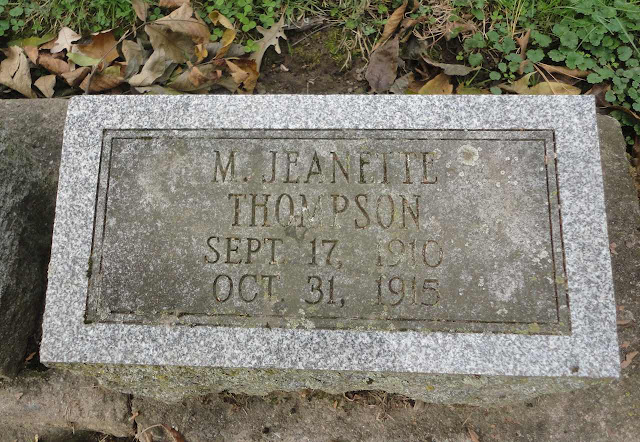 M. JEANETTE
THOMPSON
SEPT. 17, 1910
OCT. 31, 1915